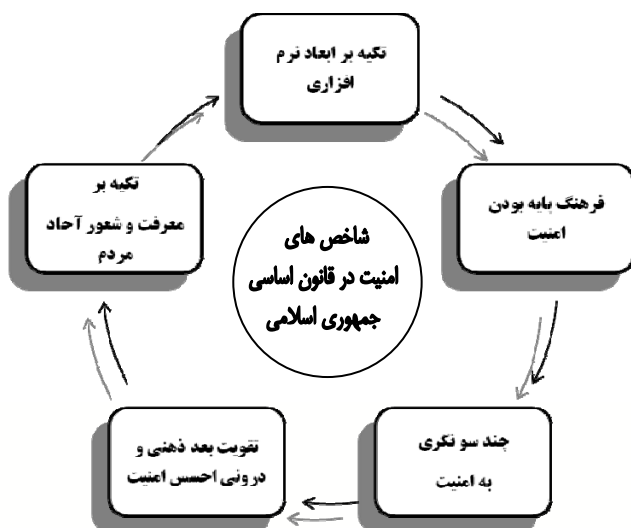 تکیه بر ابعاد نرم
افزاری
فرهنگ پایه بودن
امنیت
چند سو نگری
به امنیت
تقویت بعد ذهنی و
درونی احسس امنیت
تکیه بر
معرفت و شعور آحاد
مردم
شاخص های
امنیت در قانون اساسی
جمهوری اسلامی